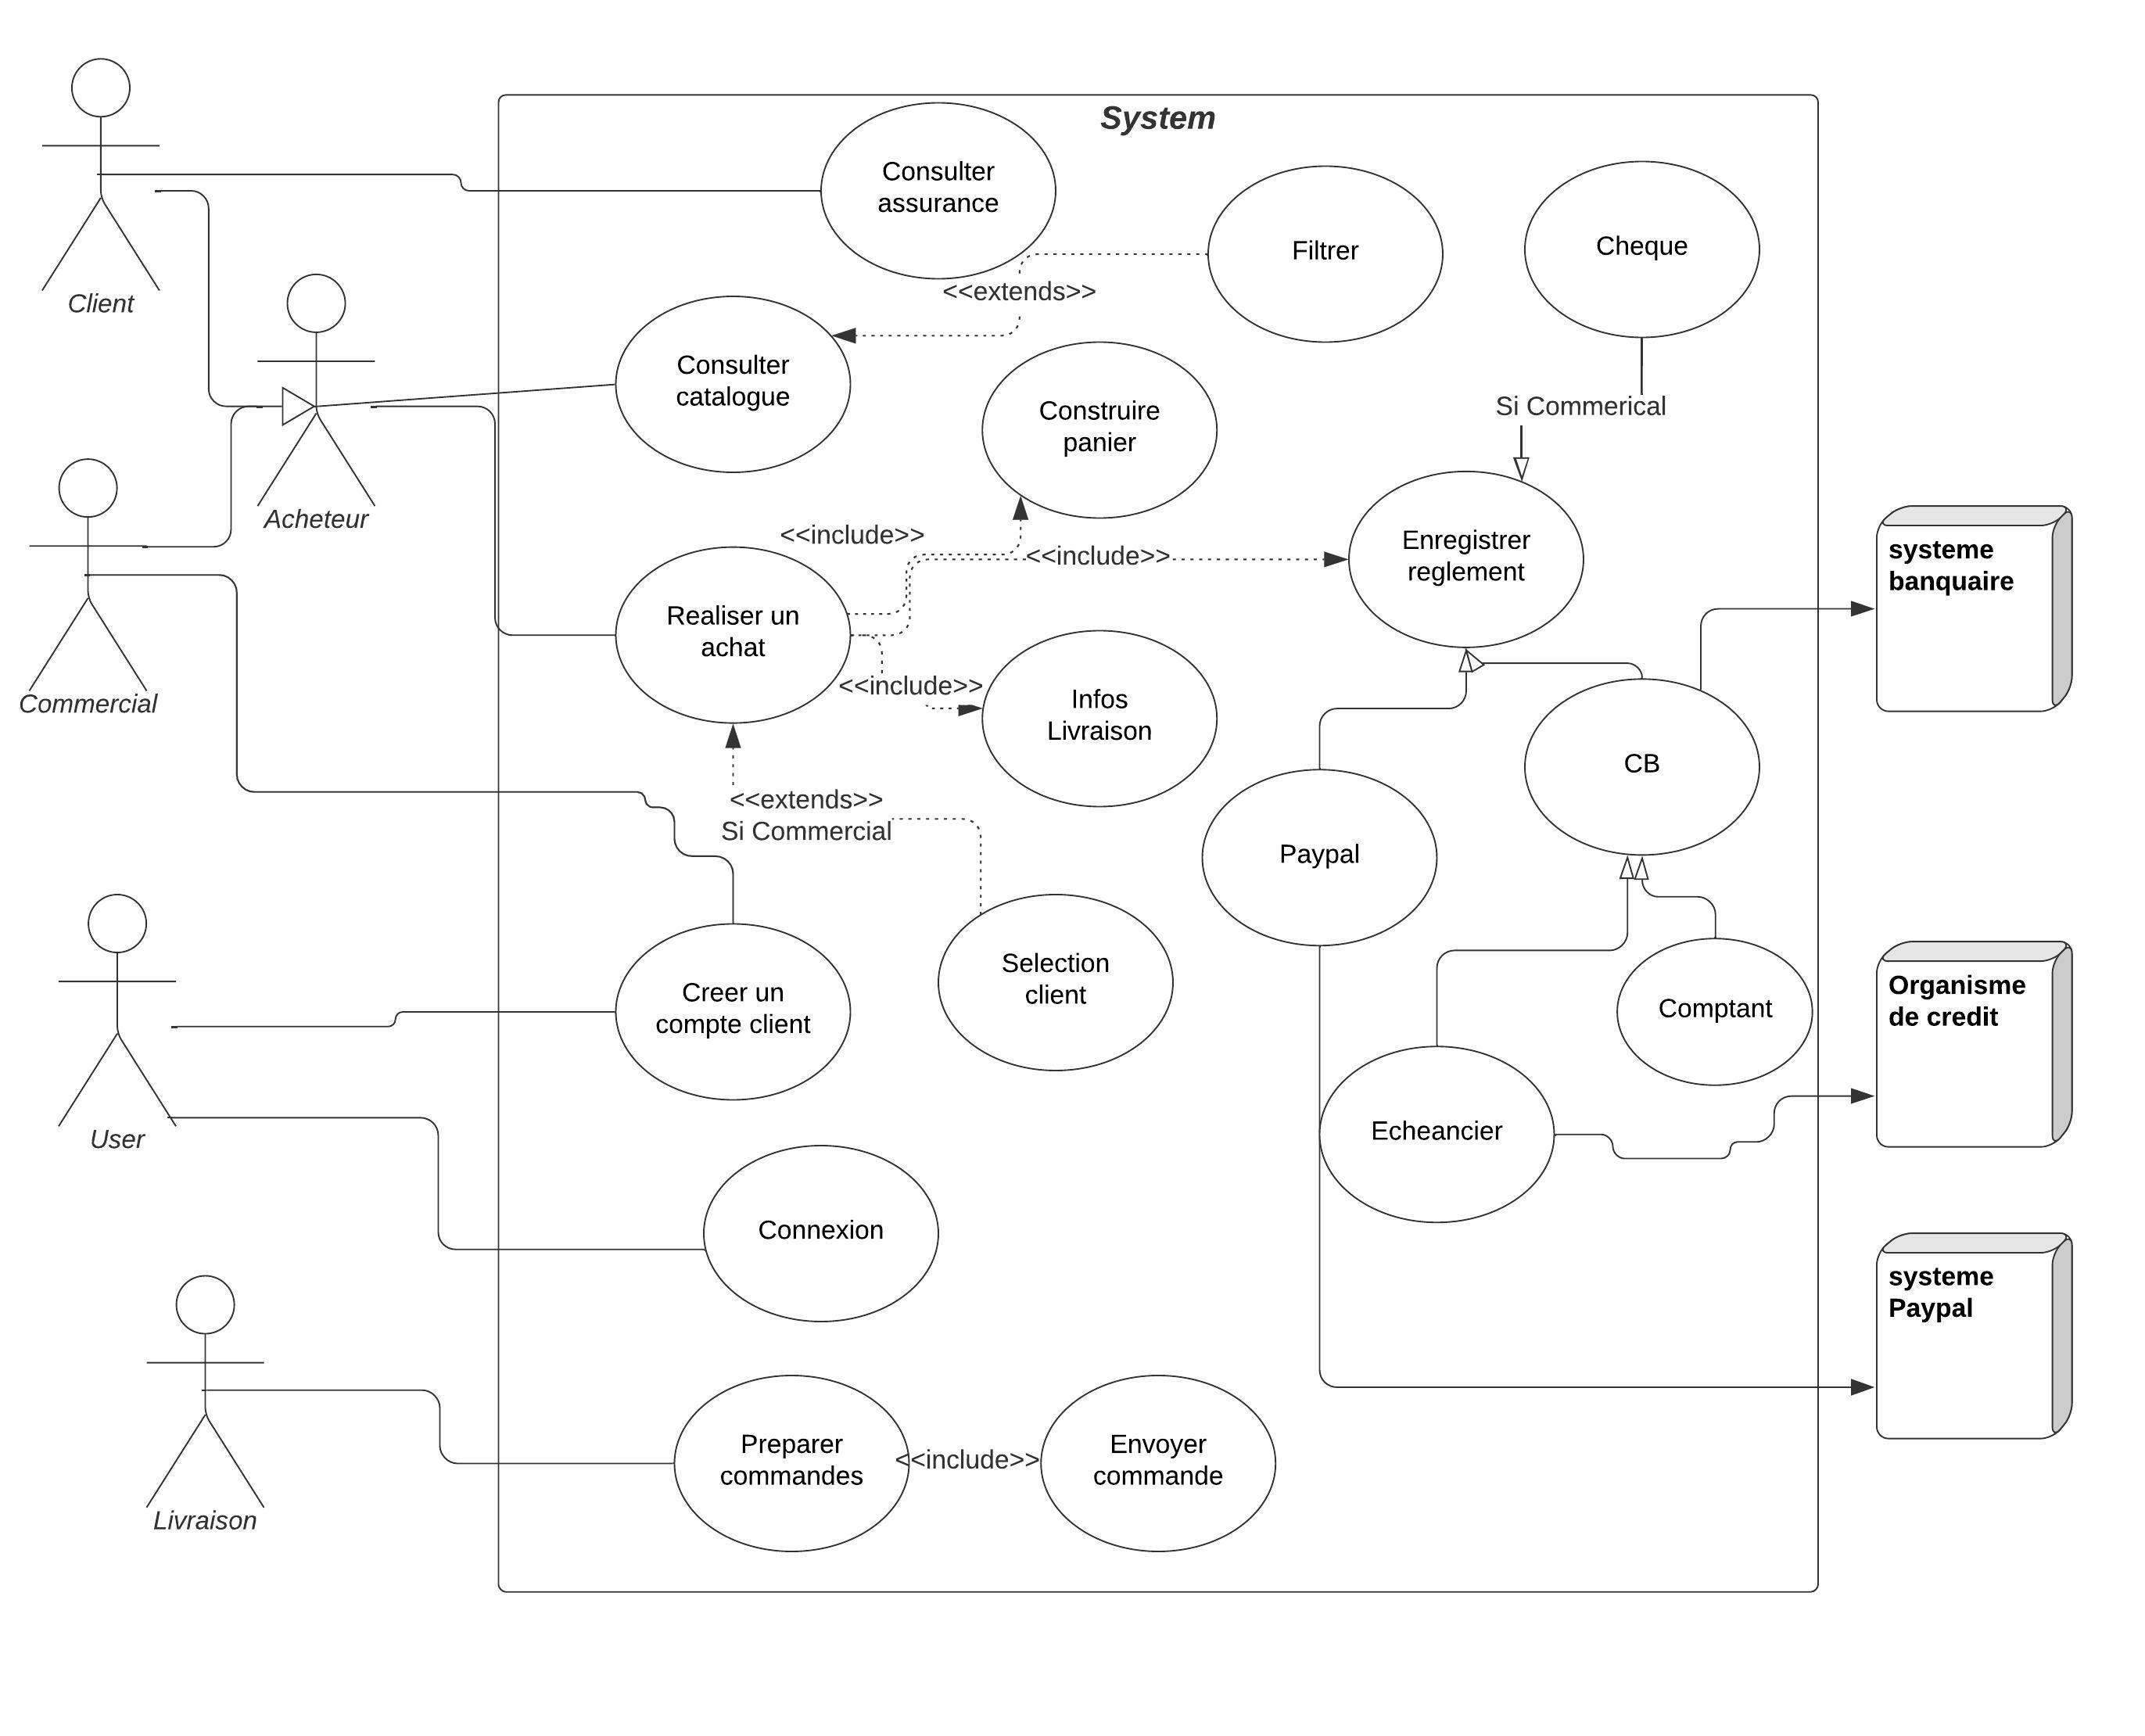 System
Consulter
assurance
Filtrer
Cheque
<<extends>>
Client
Consulter
catalogue
Construire
panier
Si Commerical
Acheteur
<<include>>
<<include>>
Enregistrer
reglement
systeme
banquaire
Realiser un
achat
Commercial
<<include>>
Infos
Livraison
CB
<<extends>>
Si Commercial
Paypal
Selection
client
Creer un
compte client
Comptant
Organisme
de credit
User
Echeancier
Connexion
systeme
Paypal
Preparer
commandes
<<include>>
Envoyer
commande
Livraison